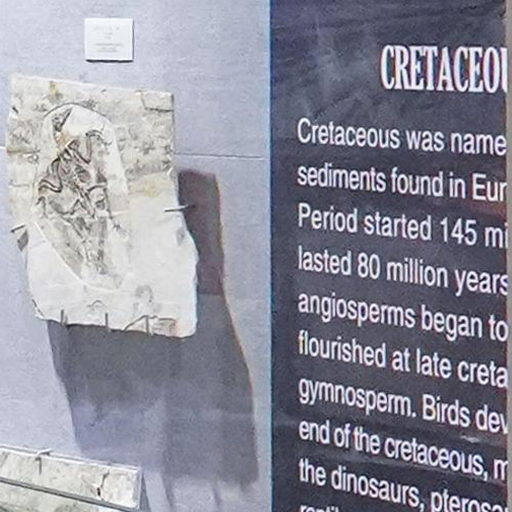 CRETACEOU
Cretaceous was name
sediments found in Eur
Period started 145 mi
lasted 80 million years
angiosperms began to
flourished at late creta
gymnosperm. Birds dev
end of the cretaceous, m
the dinosaurs, pterosa